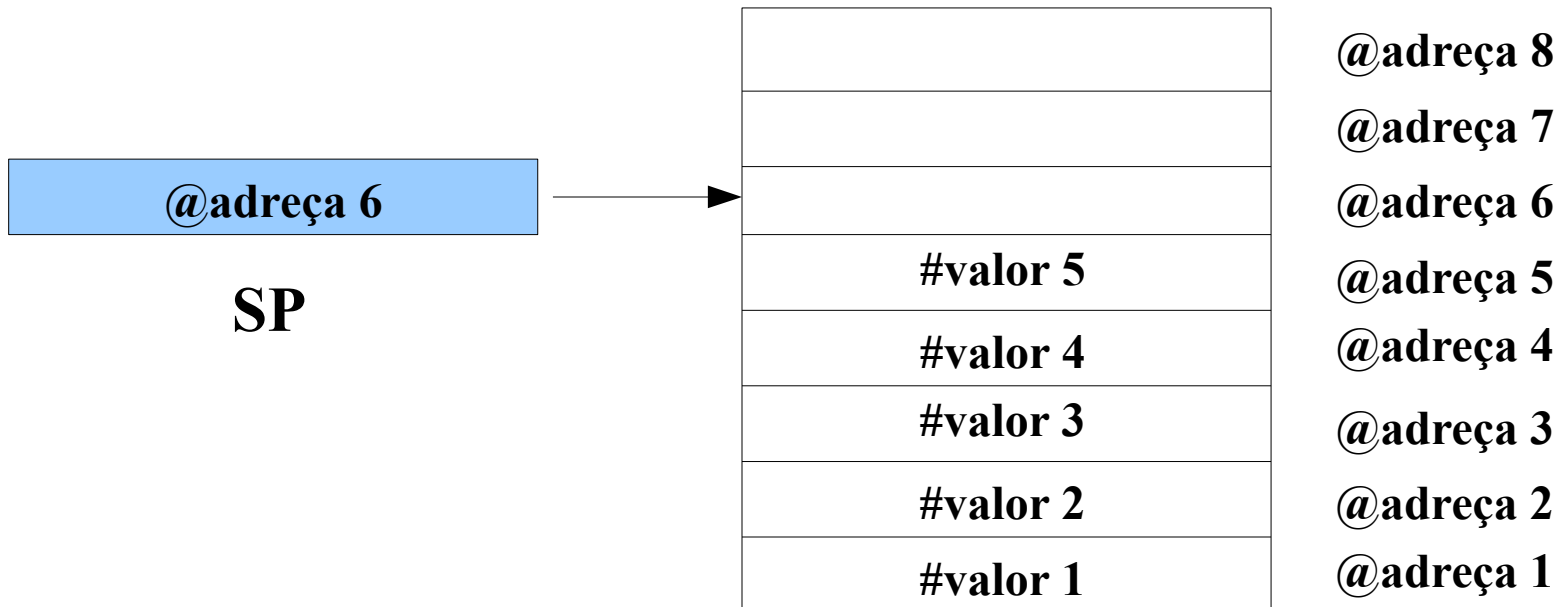 @adreça 8
@adreça 7
@adreça 6
@adreça 6
#valor 5
@adreça 5
SP
#valor 4
@adreça 4
#valor 3
@adreça 3
#valor 2
@adreça 2
#valor 1
@adreça 1